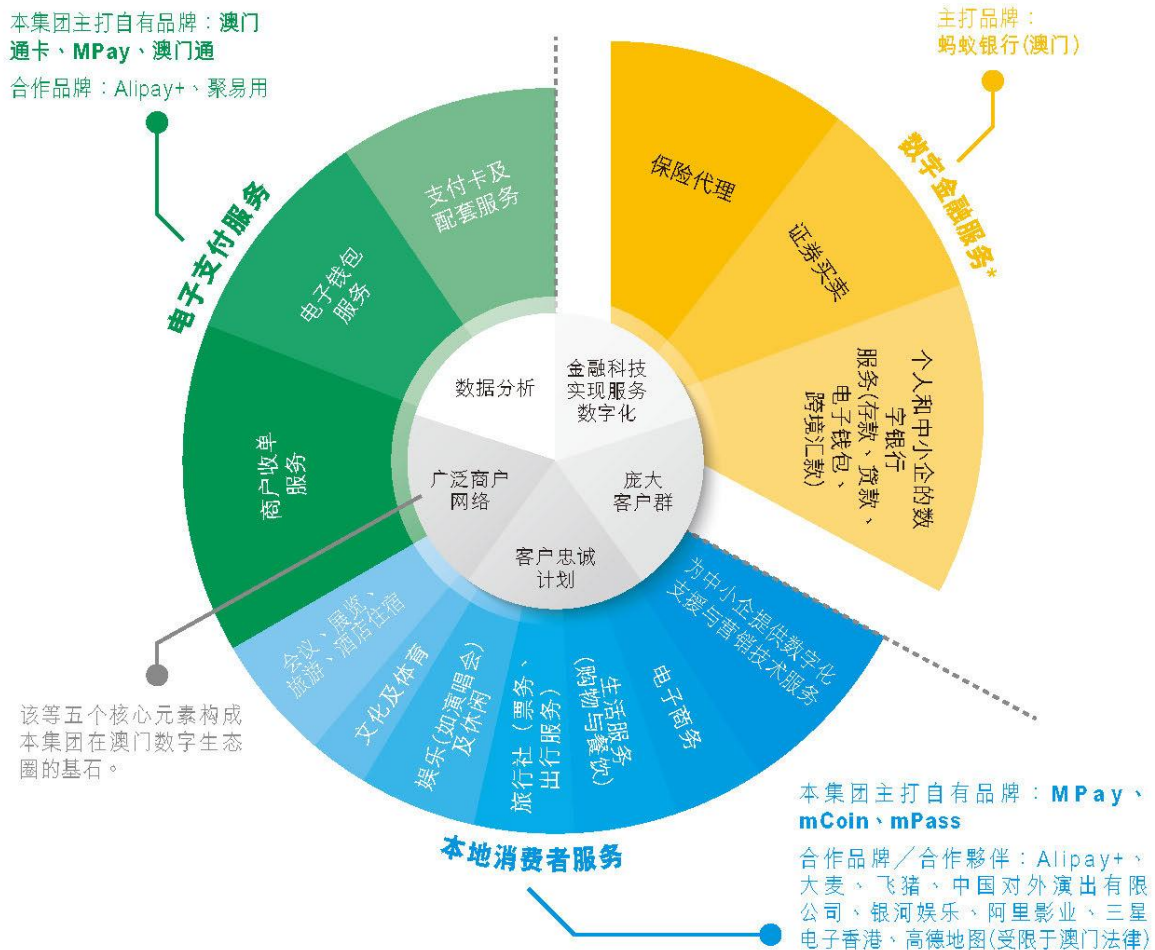 本集团主打自有品牌：澳门
通卡、MPay、澳门通
合作品牌：Alipay+、聚易用
主打品牌：
蚂蚁银行(澳门)
电子支付服务
支付卡及
配套服务
电子钱包
服务
商户收单
服务
数字金融服务*
保险代理
证券买卖
个人和中小企的数
字银行
服务(存款、贷款、
电子钱包、
跨境汇款)
数据分析
金融科技
实现服务
数字化
广泛商户
网络
庞大
客户群
客户忠诚
计划
会议、展览、
旅游、酒店住宿
文化及体育
娱乐(如演唱会)
及休闲
旅行社（票务、
出行服务）
生活服务
(购物与餐饮)
电子商务
为中小企提供数字化
支援与营销技术服务
本地消费者服务
该等五个核心元素构成
本集团在澳门数字生态
圈的基石。
本集团主打自有品牌：MPay、
mCoin、mPass
合作品牌／合作夥伴：Alipay+、
大麦、飞猪、中国对外演出有限
公司、银河娱乐、阿里影业、三星
电子香港、高德地图(受限于澳门法律)